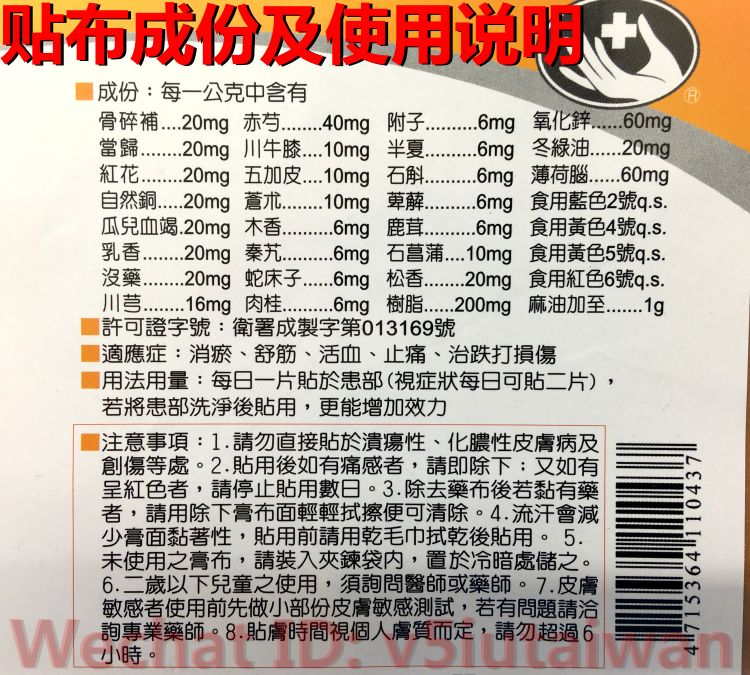 贴布成份及使用说明
®
成份：每一公克中含有
骨碎補....20mg 赤芍........40mg 附子..........6mg 氧化鋅......60mg
當歸........20mg 川牛膝....10mg 半夏..........6mg 冬綠油......20mg
紅花........20mg 五加皮....10mg 石斛..........6mg 薄荷腦......60mg
自然銅.....20mg 蒼朮........10mg 萆薢..........6mg 食用藍色2號q.s.
瓜兒血竭.20mg 木香..........6mg 鹿茸..........6mg 食用黃色4號q.s.
乳香........20mg 秦艽..........6mg 石菖蒲....10mg 食用黃色5號q.s.
沒藥........20mg 蛇床子......6mg 松香........20mg 食用紅色6號q.s.
川芎........16mg 肉桂..........6mg 樹脂......200mg 麻油加至.......1g
許可證字號：衛署成製字第013169號
適應症：消瘀、舒筋、活血、止痛、治跌打損傷
用法用量：每日一片貼於患部(視症狀每日可貼二片)，
若將患部洗淨後貼用，更能增加效力
注意事項：1.請勿直接貼於潰瘍性、化膿性皮膚病及
創傷等處。2.貼用後如有痛感者，請即除下：又如有
呈紅色者，請停止貼用數日。3.除去藥布後若黏有藥
者，請用除下膏布面輕輕拭擦便可清除。4.流汗會減
少膏面黏著性，貼用前請用乾毛巾拭乾後貼用。 5.
未使用之膏布，請裝入夾鍊袋内，置於冷暗處儲之。
6.二歲以下兒童之使用，須詢問醫師或藥師。7.皮膚
敏感者使用前先做小部份皮膚敏感測試，若有問題請洽
詢專業藥師。8.貼膚時間視個人膚質而定，請勿超過6
小時。
4 715364 110437
Wechat ID: v5iutaiwan